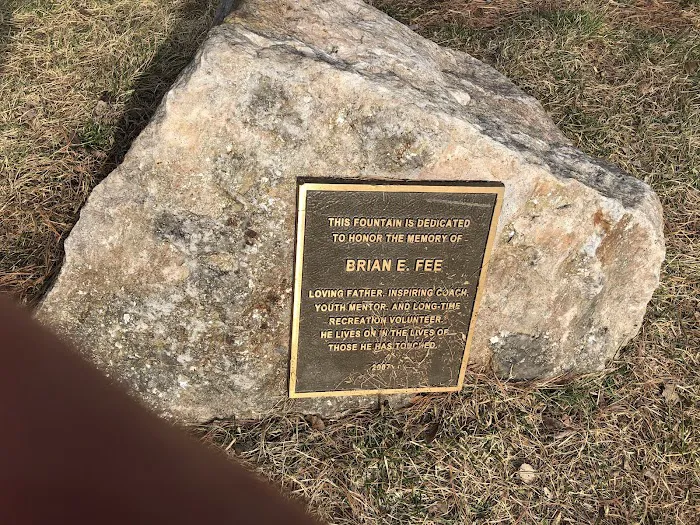 THIS FOUNTAIN IS DEDICATED
TO HONOR THE MEMORY OF
BRIAN E. FEE
LOVING FATHER, INSPIRING COACH,
YOUTH MENTOR, AND LONG-TIME
RECREATION VOLUNTEER.
HE LIVES ON IN THE LIVES OF
THOSE HE HAS TOUCHED.
2007